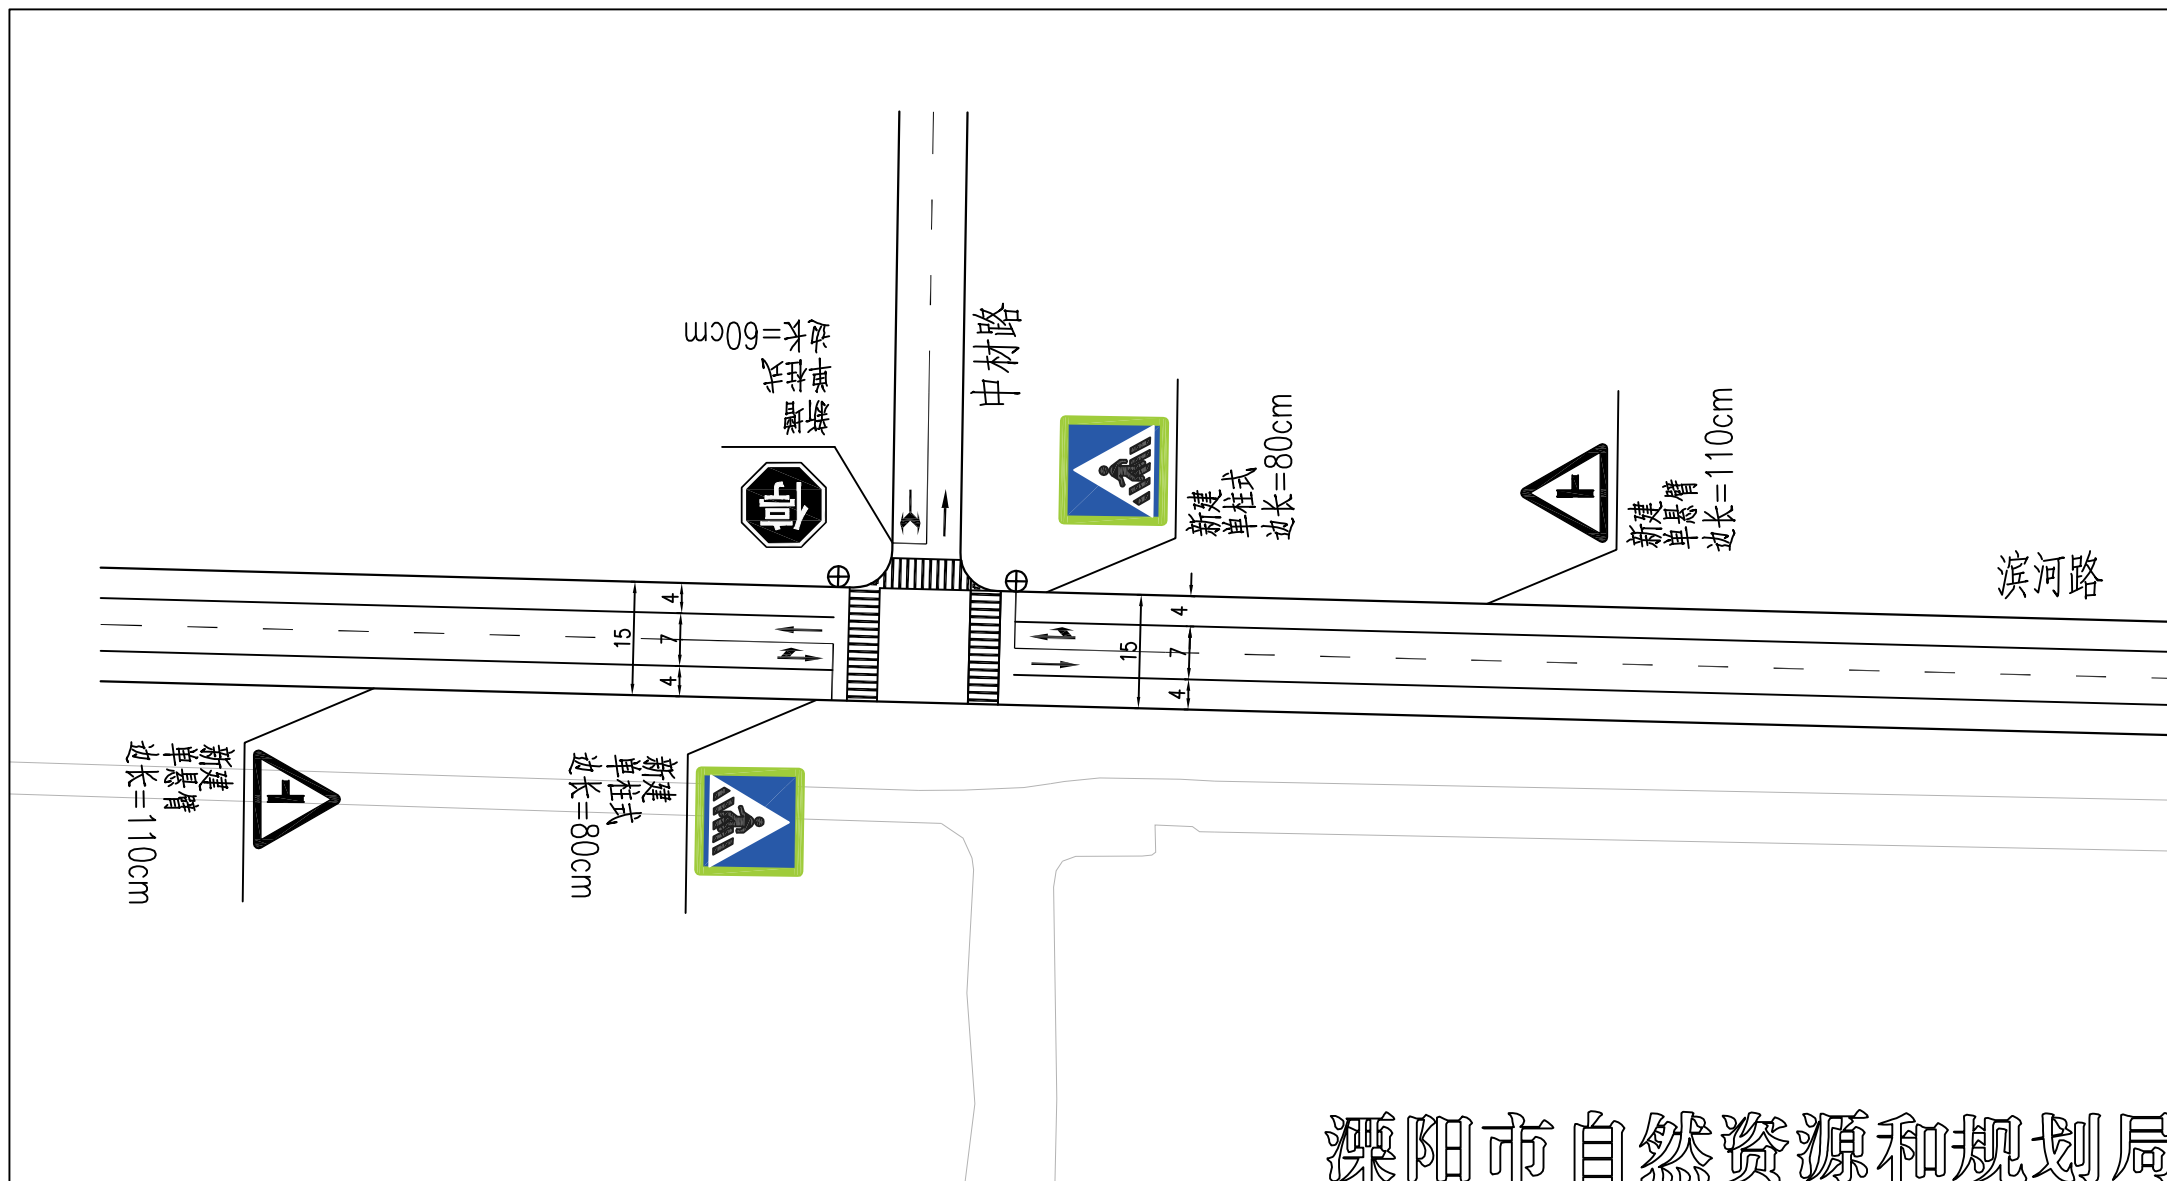 边长=60cm
单柱式
新增
停
中材路
新建
单柱式
边长=80cm
新建
单悬臂
边长=110cm
滨河路
4
15
7
4
4
15
7
4
新建
单悬臂
边长=110cm
新建
单柱式
边长=80cm
溧阳市自然资源和规划局